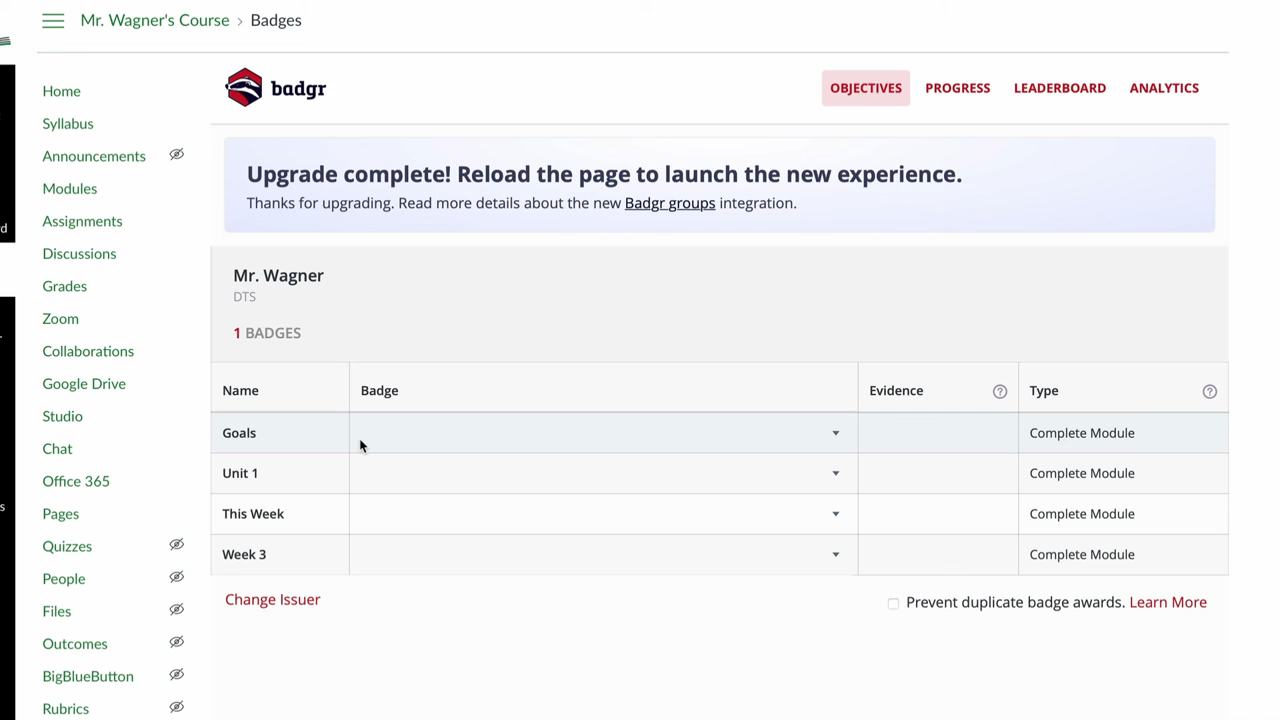 Mr. Wagner's Course › Badges
Home
Syllabus
Announcements
Modules
Assignments
Discussions
Grades
Zoom
Collaborations
Google Drive
Studio
Chat
Office 365
Pages
Quizzes
People
Files
Outcomes
BigBlueButton
Rubrics
badgr
OBJECTIVES PROGRESS LEADERBOARD ANALYTICS
Upgrade complete! Reload the page to launch the new experience.
Thanks for upgrading. Read more details about the new Badgr groups integration.
Mr. Wagner
DTS
1 BADGES
Name Badge Evidence ? Type ?
Goals Complete Module
Unit 1 Complete Module
This Week Complete Module
Week 3 Complete Module
Change Issuer Prevent duplicate badge awards. Learn More